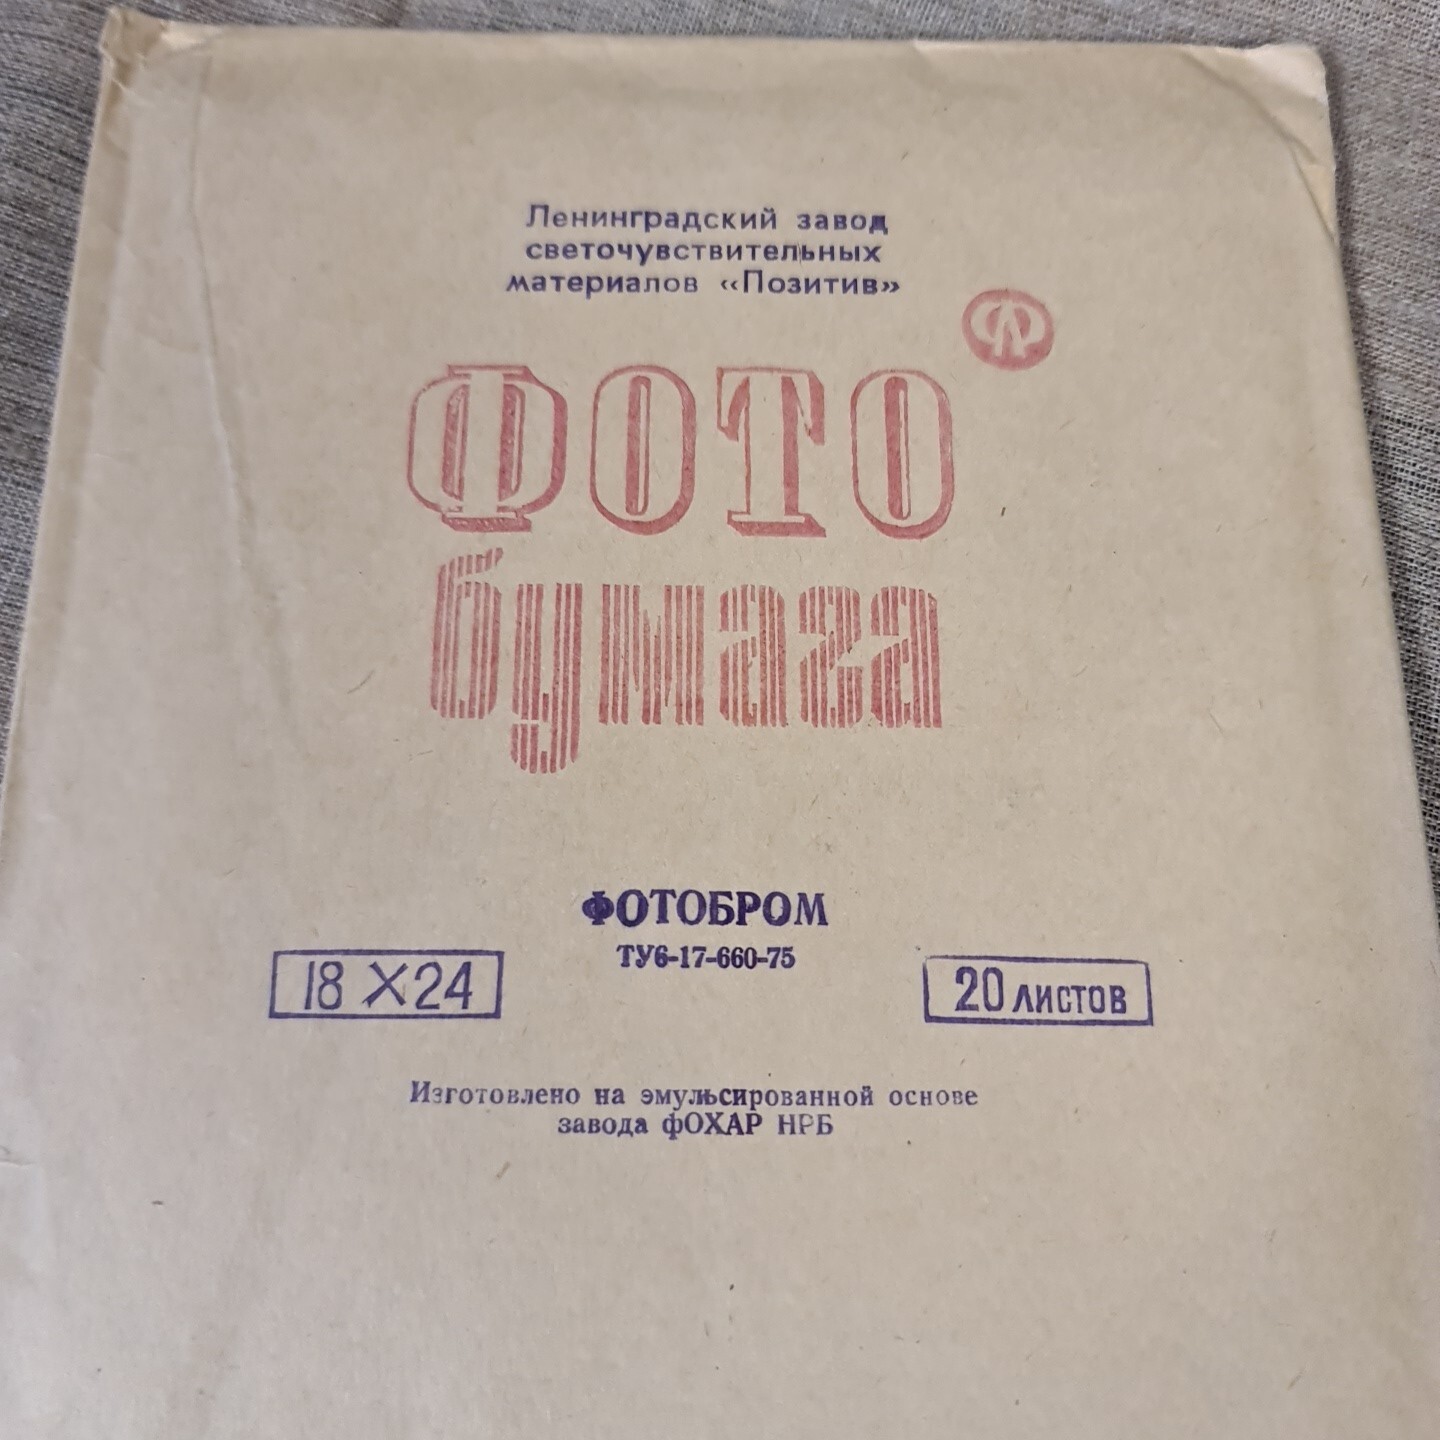 Ленинградский завод
светочувствительных
материалов «Позитив»
ФОТО
бумага
ФОТОБРОМ
ТУ6-17-660-75
18 X 24
20 листов
Изготовлено на эмульсированной основе
завода фОХАР НРБ